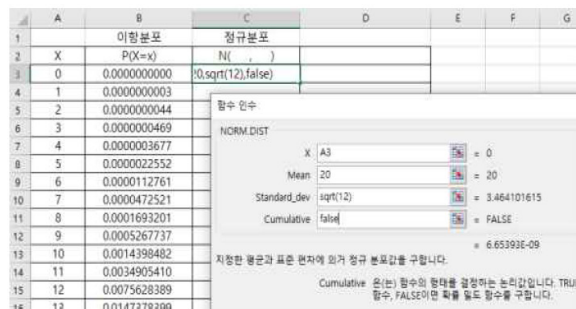 A B C D E F G
1 이항분포 정규분포
2 X P(X=x) N( , )
3 0 0.0000000000 !0,sqrt(12),false)
4 1 0.0000000003
5 2 0.0000000044
6 3 0.0000000469
7 4 0.0000003677
8 5 0.0000022552
9 6 0.0000112761
10 7 0.0000472521
11 8 0.0001693201
12 9 0.0005267737
13 10 0.0014398482
14 11 0.0034905410
15 12 0.0075628389
16 13 0.0147378399
함수 인수
NORM.DIST
X A3 = 0
Mean 20 = 20
Standard_dev sqrt(12) = 3.464101615
Cumulative false = FALSE
= 6.65393E-09
지정한 평균과 표준 편차에 의거 정규 분포값을 구합니다.
Cumulative 은(는) 함수의 형태를 결정하는 논리값입니다. TRU
함수, FALSE이면 확률 밀도 함수를 구합니다.